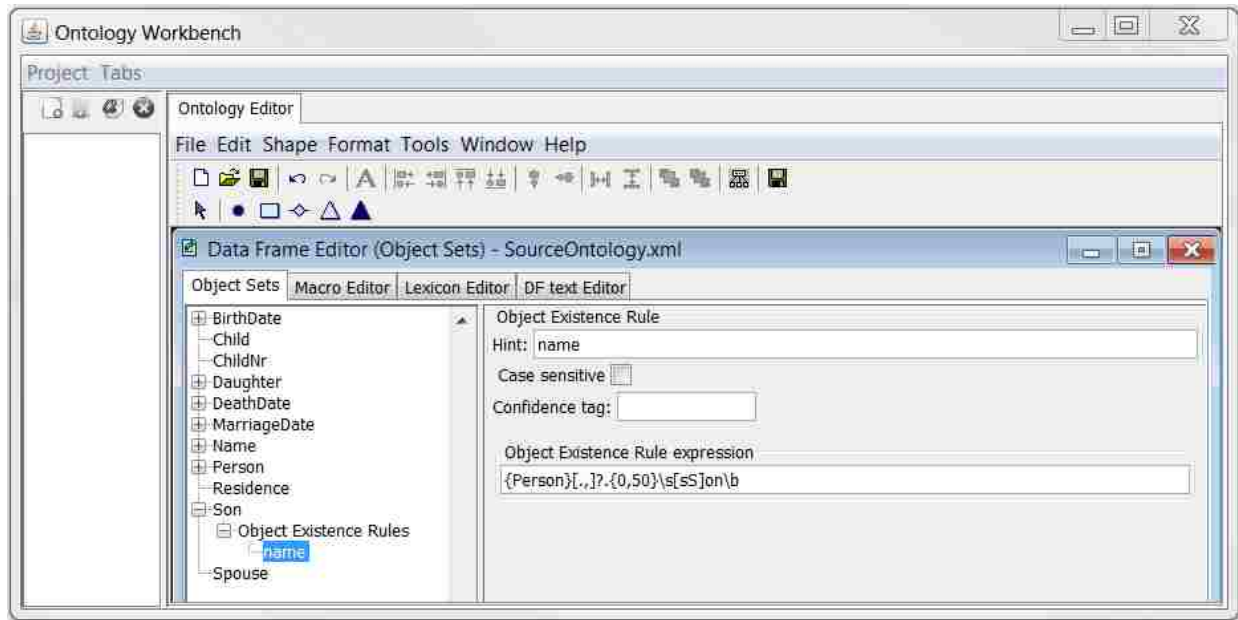 Ontology Workbench
Project Tabs
Ontology Editor
File Edit Shape Format Tools Window Help
A
Data Frame Editor (Object Sets) - SourceOntology.xml
Object Sets Macro Editor Lexicon Editor DF text Editor
BirthDate
Child
ChildNr
Daughter
DeathDate
MarriageDate
Name
Person
Residence
Son
Object Existence Rules
name
Spouse
Object Existence Rule
Hint: name
Case sensitive
Confidence tag:
Object Existence Rule expression
{Person}[.,]?.{0,50}\s[sS]on\b